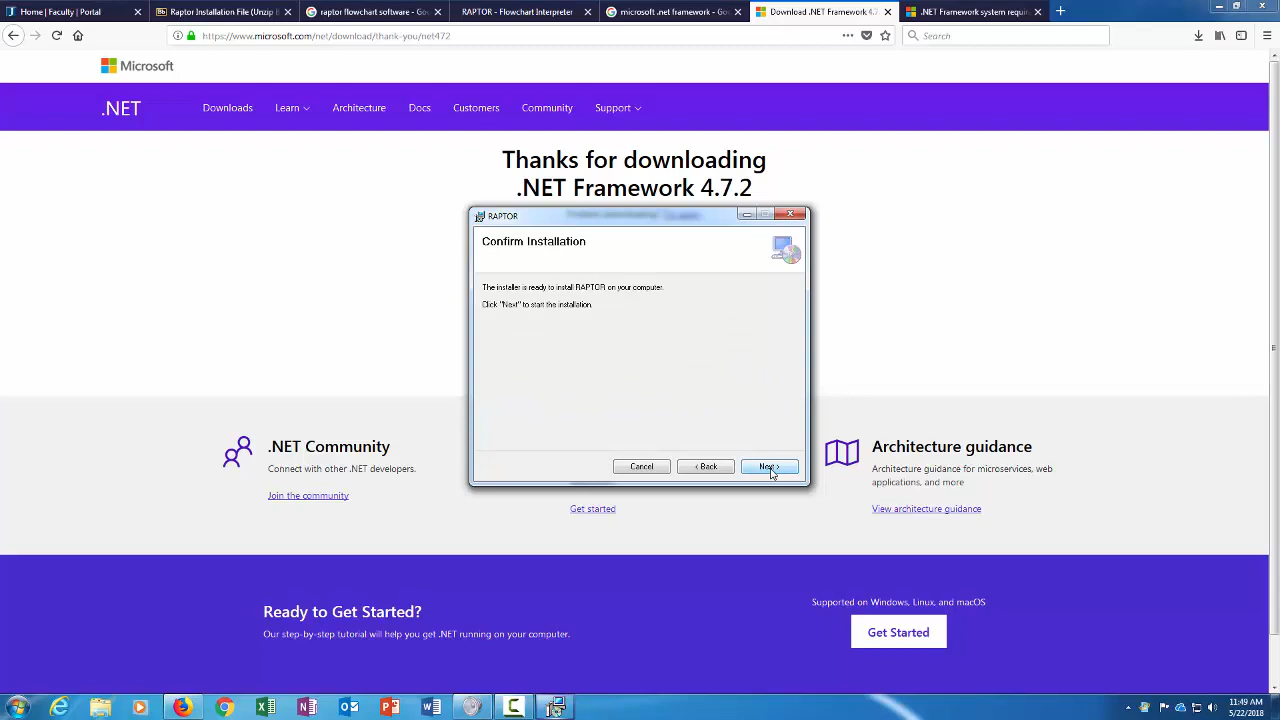 Home | Faculty | Portal
Raptor Installation File (Unzip b
raptor flowchart software - Goo
RAPTOR - Flowchart Interpreter
microsoft .net framework - Goo
Download .NET Framework 4.7.
.NET Framework system requir
https://www.microsoft.com/net/download/thank-you/net472
Search
Microsoft
.NET
Downloads
Learn
Architecture
Docs
Customers
Community
Support
Thanks for downloading
.NET Framework 4.7.2
RAPTOR
Confirm Installation
The installer is ready to install RAPTOR on your computer.
Click "Next" to start the installation.
Cancel
< Back
Next >
.NET Community
Connect with other .NET developers.
Join the community
Get started
Architecture guidance
Architecture guidance for microservices, web
applications, and more
View architecture guidance
Ready to Get Started?
Our step-by-step tutorial will help you get .NET running on your computer.
Supported on Windows, Linux, and macOS
Get Started
11:49 AM
5/22/2018